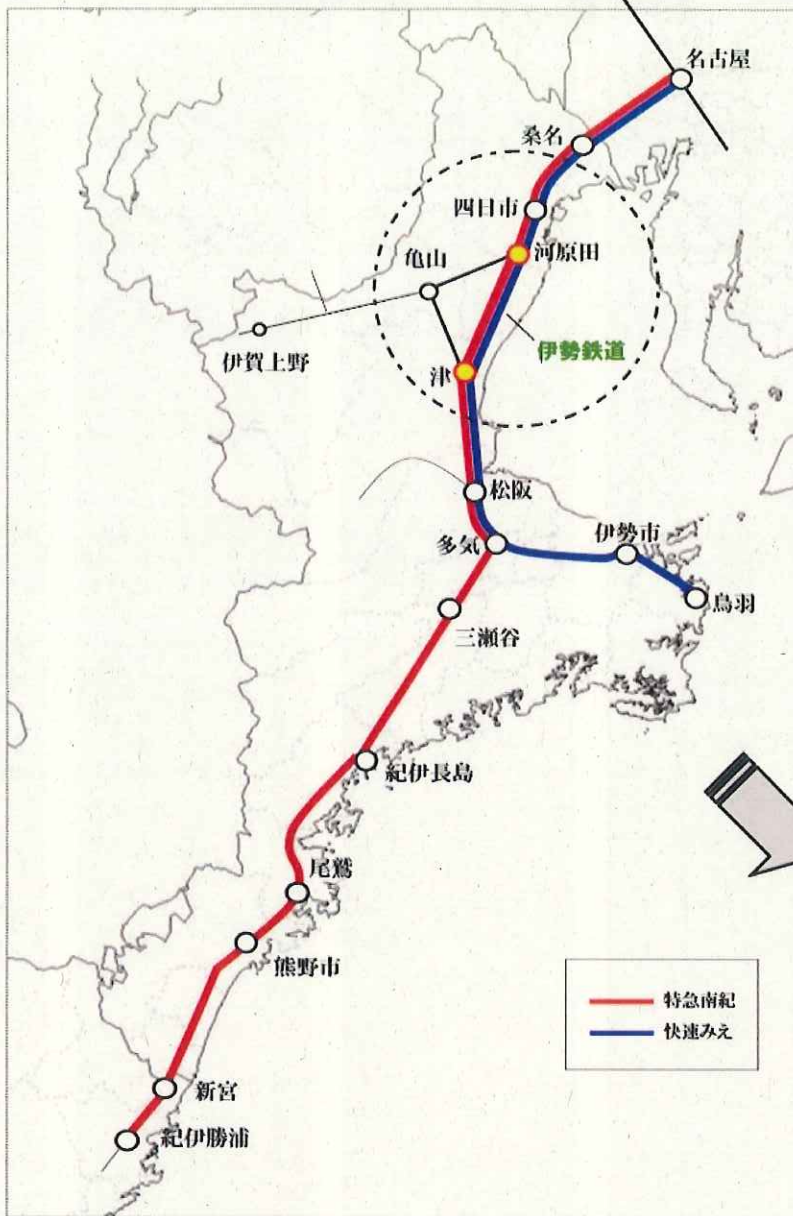 名古屋
桑名
四日市
亀山
河原田
伊勢鉄道
伊賀上野
津
松阪
多気
伊勢市
鳥羽
三瀬谷
紀伊長島
尾鷲
熊野市
特急南紀
快速みえ
新宮
紀伊勝浦